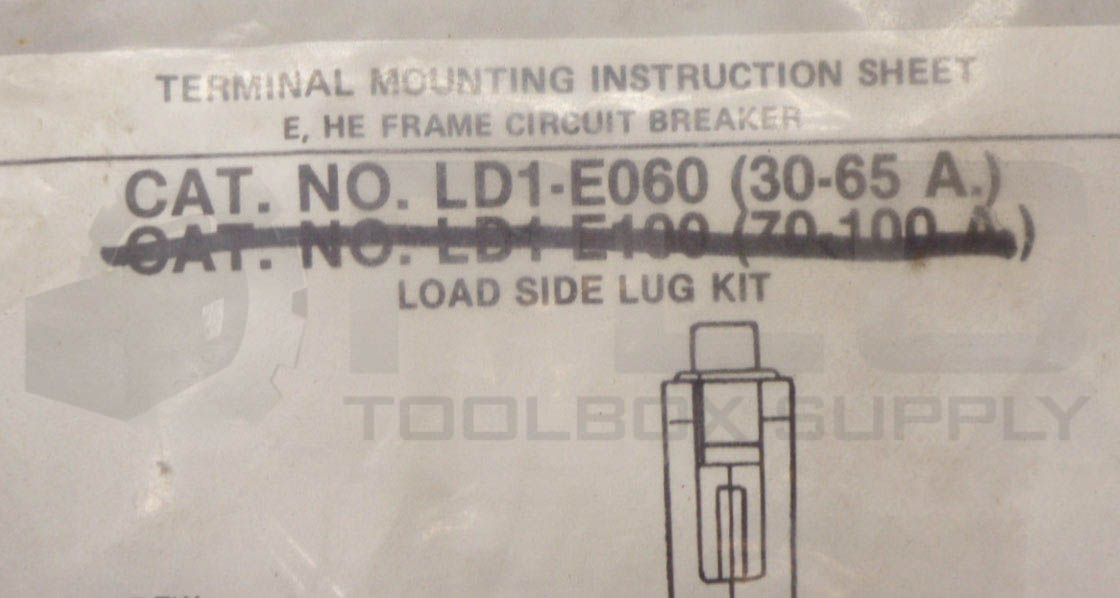 TERMINAL MOUNTING INSTRUCTION SHEET
E, HE FRAME CIRCUIT BREAKER
CAT. NO. LD1-E060 (30-65 A.)
CAT. NO. LD1-E100 (70-100 A.)
LOAD SIDE LUG KIT
TOOLBOX SUPPLY